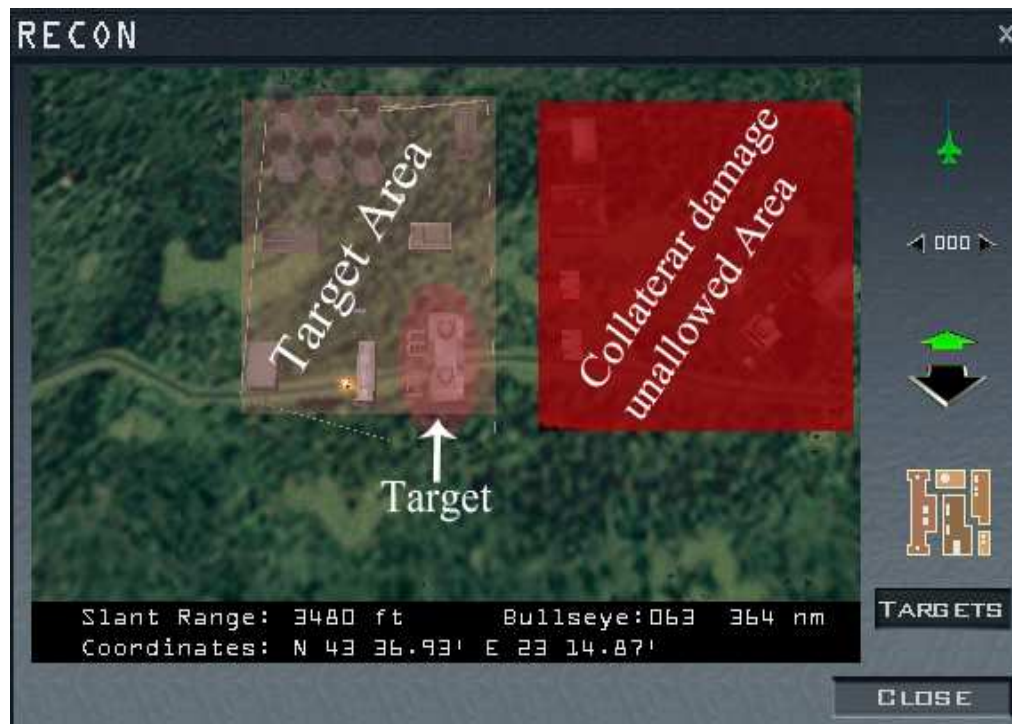 RECON
x
Target Area
Collaterar damage
unallowed Area
000
Target
Slant Range: 3480 ft Bullseye:063 364 nm
Coordinates: N 43 36.93' E 23 14.87'
TARGETS
CLOSE